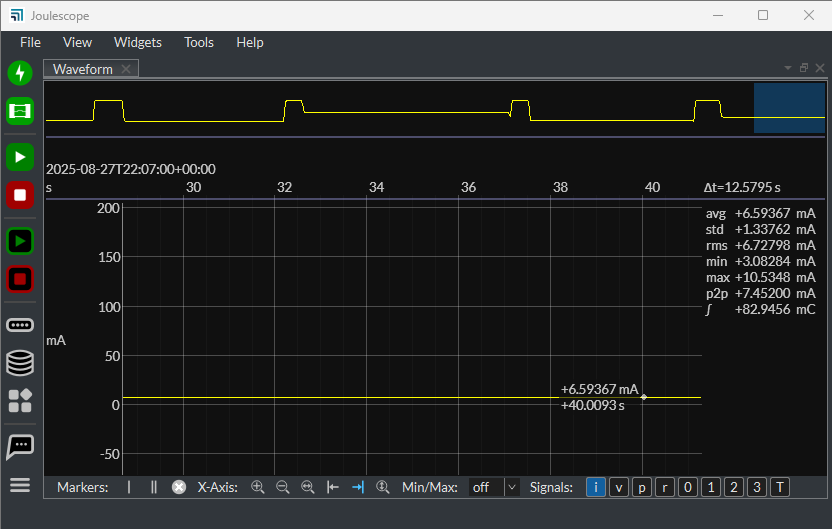 Joulescope
File View Widgets Tools Help
Waveform
2025-08-27T22:07:00+00:00
s 30 32 34 36 38 40 Δt=12.5795 s
200
150
100
mA
50
0
-50
avg +6.59367 mA
std +1.33762 mA
rms +6.72798 mA
min +3.08284 mA
max +10.5348 mA
p2p +7.45200 mA
∫ +82.9456 mC
+6.59367 mA
+40.0093 s
Markers: X-Axis: Min/Max: off Signals: i v p r 0 1 2 3 T